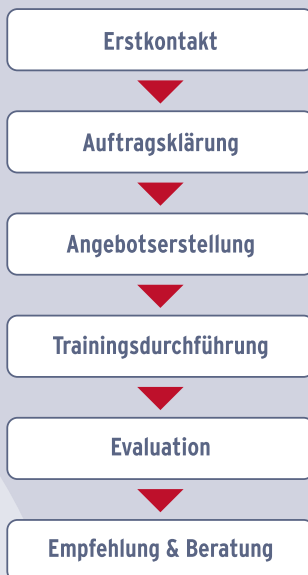 Erstkontakt
Auftragsklärung
Angebotserstellung
Trainingsdurchführung
Evaluation
Empfehlung & Beratung